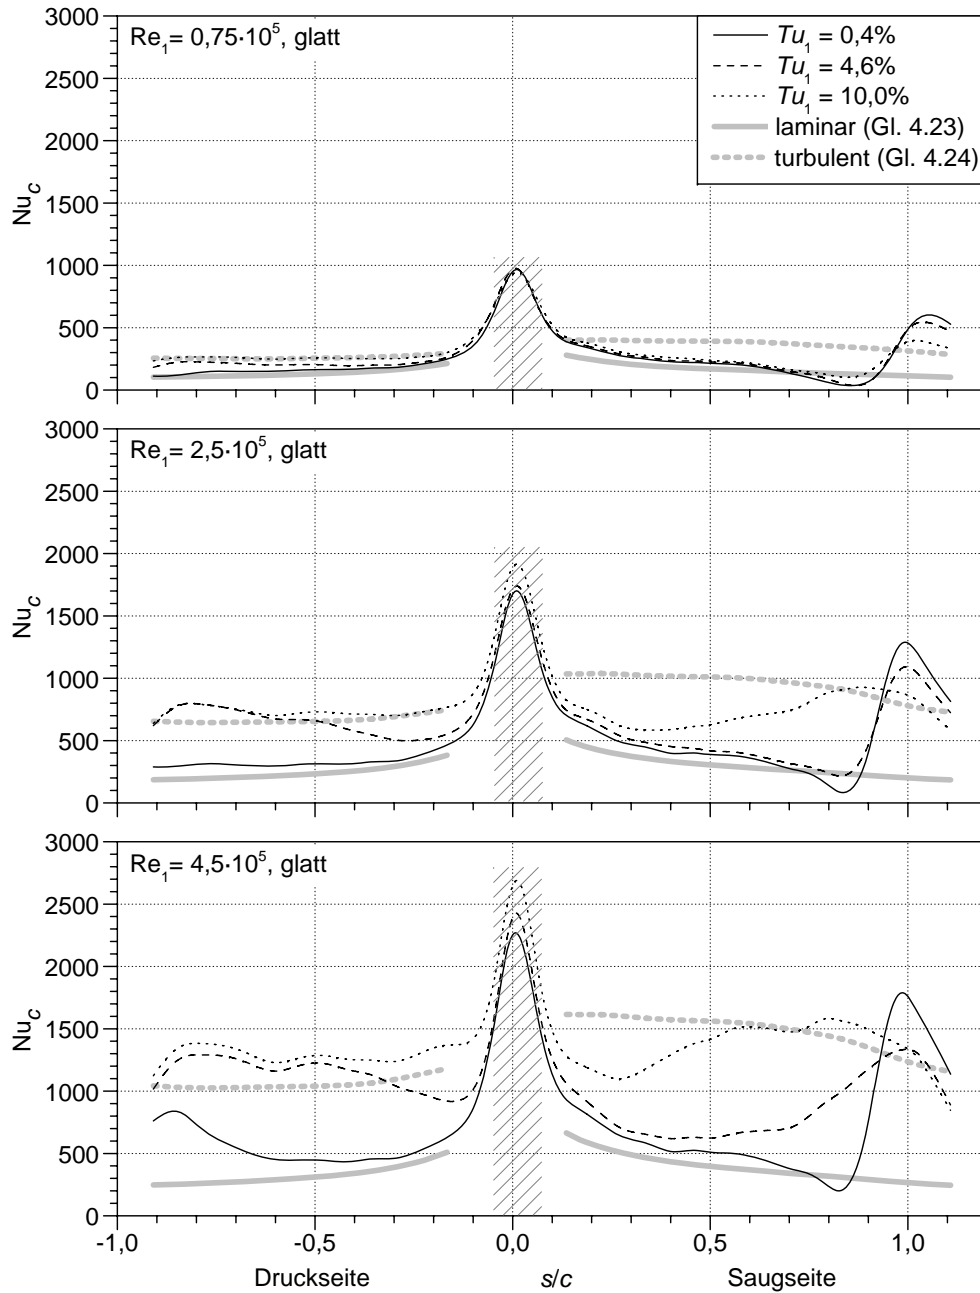 3000
2500
2000
1500
1000
500
0
Nu_c
Re₁= 0,75·10⁵, glatt
Tu₁ = 0,4%
Tu₁ = 4,6%
Tu₁ = 10,0%
laminar (Gl. 4.23)
turbulent (Gl. 4.24)
3000
2500
2000
1500
1000
500
0
Nu_c
Re₁= 2,5·10⁵, glatt
3000
2500
2000
1500
1000
500
0
Nu_c
Re₁= 4,5·10⁵, glatt
-1,0 -0,5 0,0 0,5 1,0
Druckseite s/c Saugseite